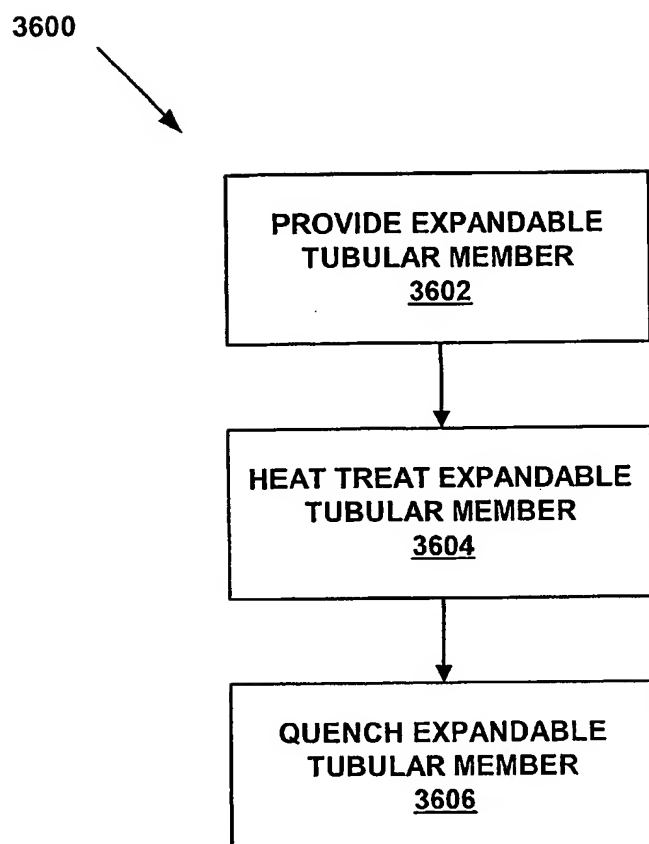 3600
PROVIDE EXPANDABLE
TUBULAR MEMBER
3602
HEAT TREAT EXPANDABLE
TUBULAR MEMBER
3604
QUENCH EXPANDABLE
TUBULAR MEMBER
3606